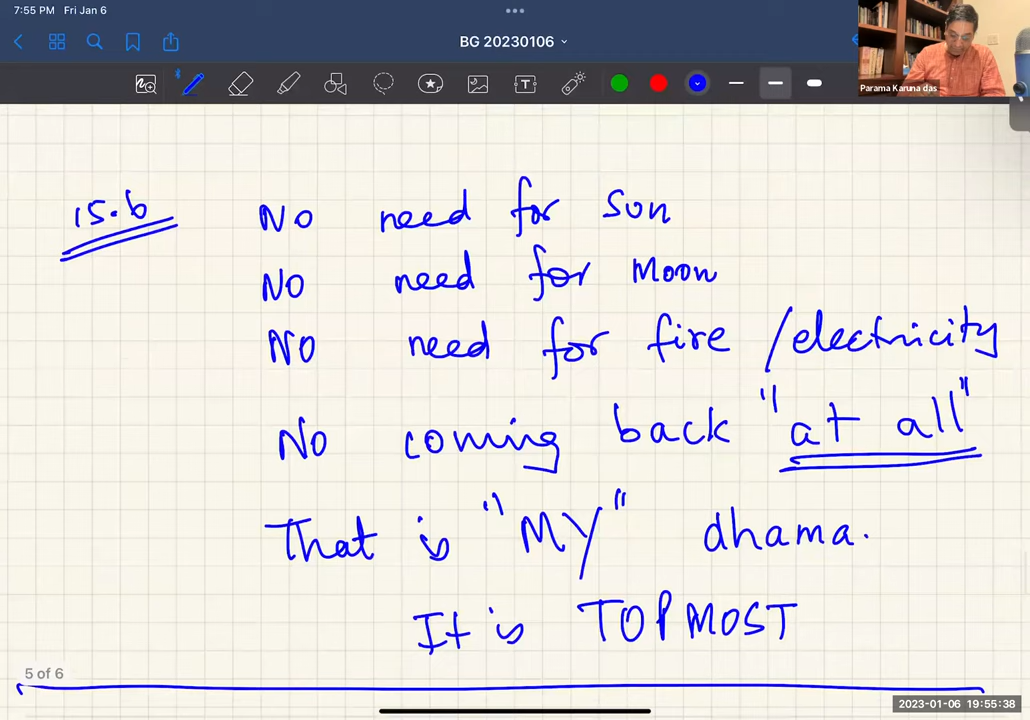 7:55 PM Fri Jan 6
BG 20230106
Parama Karuna das
15.6 No need for sun
No need for Moon
No need for fire /electricity
No coming back "at all"
That is "MY" dhama.
It is TOPMOST
5 of 6
2023-01-06 19:55:38